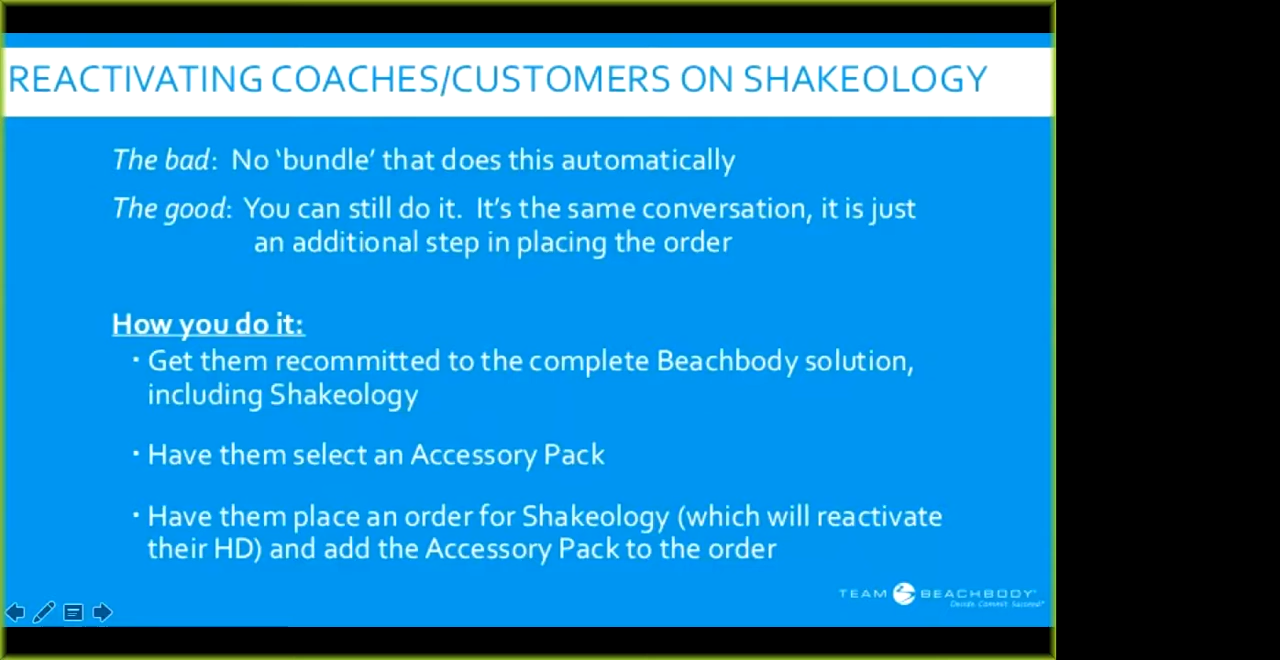 REACTIVATING COACHES/CUSTOMERS ON SHAKEOLOGY
The bad: No ‘bundle’ that does this automatically
The good: You can still do it. It’s the same conversation, it is just
an additional step in placing the order
How you do it:
▪ Get them recommitted to the complete Beachbody solution,
including Shakeology
▪ Have them select an Accessory Pack
▪ Have them place an order for Shakeology (which will reactivate
their HD) and add the Accessory Pack to the order
TEAM BEACHBODY
Decide. Commit. Succeed.